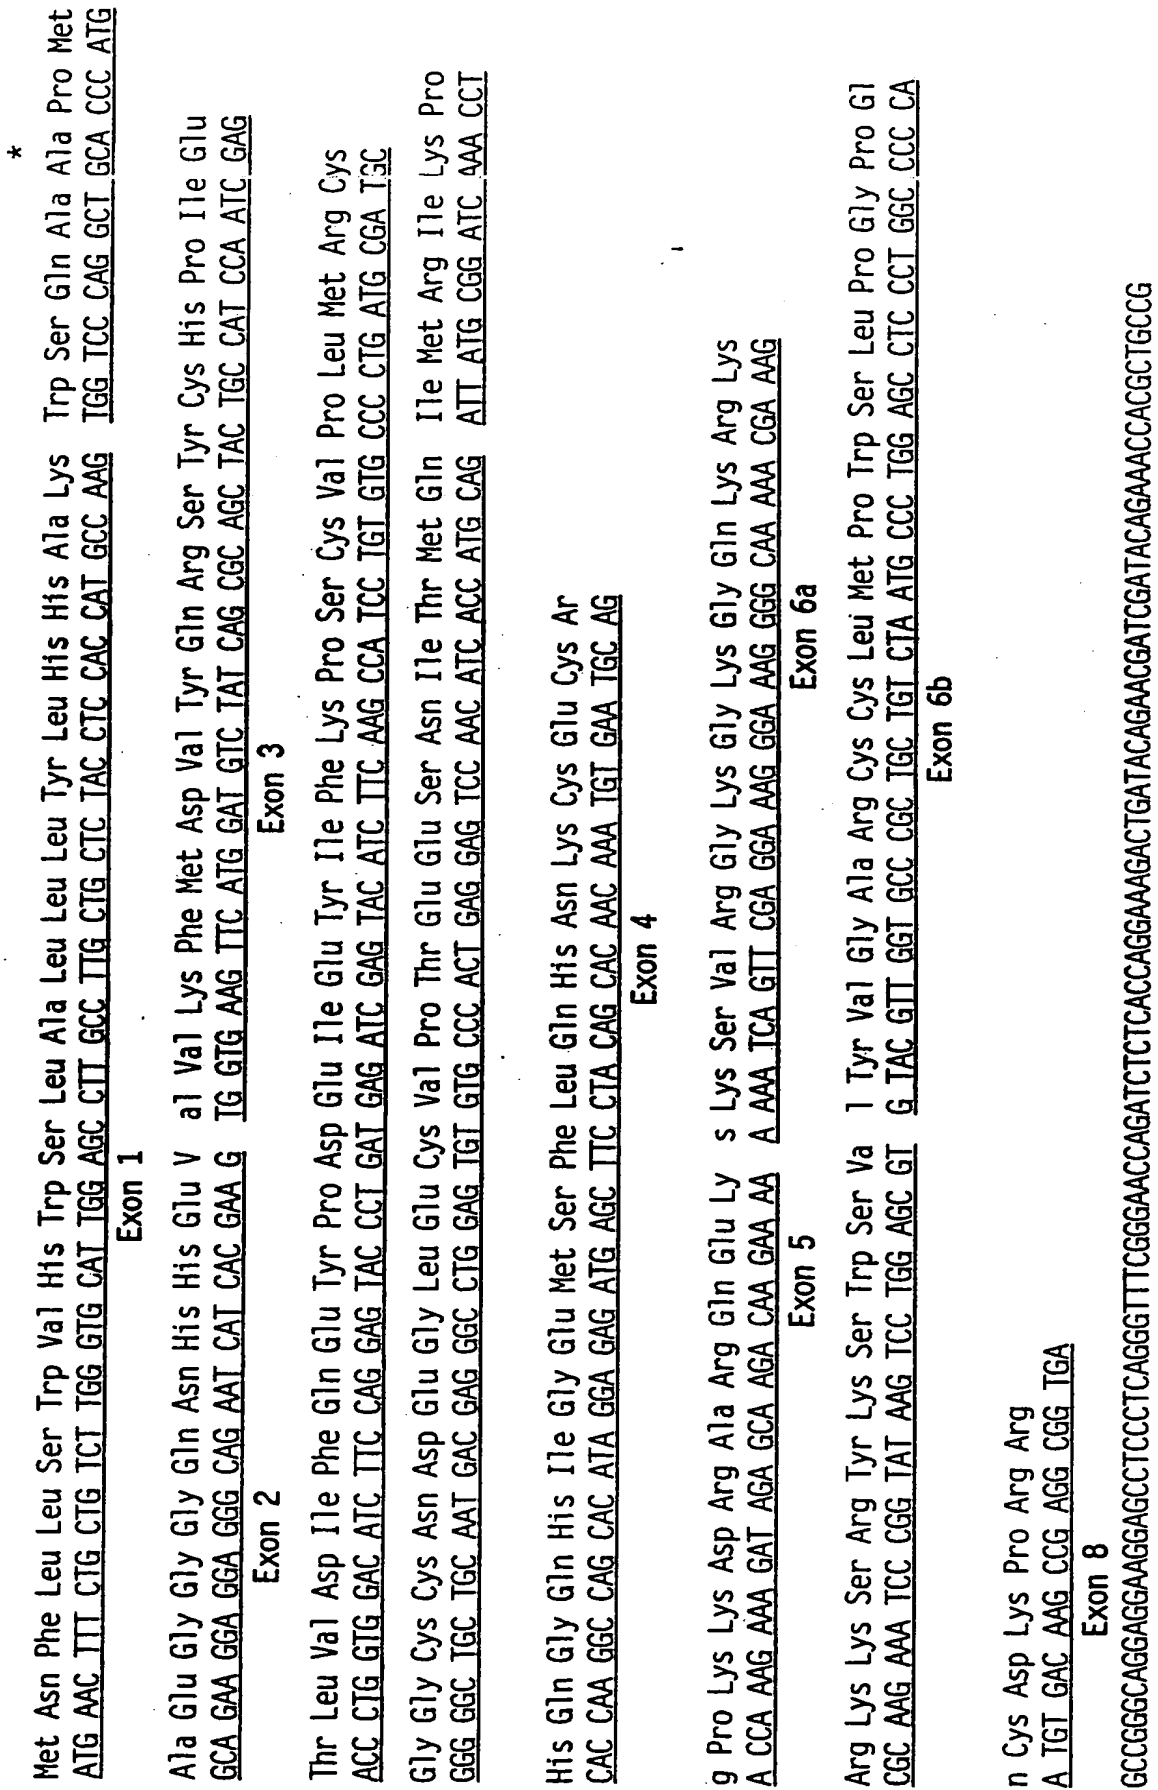 *
Met Asn Phe Leu Leu Ser Trp Val His Trp Ser Leu Ala Leu Leu Leu Tyr Leu His His Ala Lys Trp Ser Gln Ala Ala Pro Met
ATG AAC TTT CTG CTG TCT TGG GTG CAT TGG AGC CTT GCC TTG CTG CTC TAC CTC CAC CAT GCC AAG TGG TCC CAG GCT GCA CCC ATG
Exon 1
Ala Glu Gly Gly Gly Gln Asn His His Glu V al Val Lys Phe Met Asp Val Tyr Gln Arg Ser Tyr Cys His Pro Ile Glu
GCA GAA GGA GGA GGG CAG AAT CAT CAC GAA G TG GTG AAG TTC ATG GAT GTC TAT CAG CGC AGC TAC TGC CAT CCA ATC GAG
Exon 2 Exon 3
Thr Leu Val Asp Ile Phe Gln Glu Tyr Pro Asp Glu Ile Glu Tyr Ile Phe Lys Pro Ser Cys Val Pro Leu Met Arg Cys
ACC CTG GTG GAC ATC TTC CAG GAG TAC CCT GAT GAG ATC GAG TAC ATC TTC AAG CCA TCC TGT GTG CCC CTG ATG CGA TGC
Gly Gly Cys Cys Asn Asp Glu Gly Leu Glu Cys Val Pro Thr Glu Glu Ser Asn Ile Thr Met Gln Ile Met Arg Ile Lys Pro
GGG GGC TGC TGC AAT GAC GAG GGC CTG GAG TGT GTG CCC ACT GAG GAG TCC AAC ATC ACC ATG CAG ATT ATG CGG ATC AAA CCT
His Gln Gly Gln His Ile Gly Glu Met Ser Phe Leu Gln His Asn Lys Cys Glu Cys Ar
CAC CAA GGC CAG CAC ATA GGA GAG ATG AGC TTC CTA CAG CAC AAC AAA TGT GAA TGC AG
Exon 4
g Pro Lys Lys Asp Arg Ala Arg Gln Glu Ly s Lys Ser Val Arg Gly Lys Gly Lys Gly Gln Lys Arg Lys
A CCA AAG AAA GAT AGA GCA AGA CAA GAA AA A AAA TCA GTT CGA GGA AAG GGA AAG GGG CAA AAA CGA AAG
Exon 5 Exon 6a
Arg Lys Lys Ser Arg Tyr Lys Ser Trp Ser Va l Tyr Val Gly Ala Arg Cys Cys Leu Met Pro Trp Ser Leu Pro Gly Pro Gl
CGC AAG AAA TCC CGG TAT AAG TCC TGG AGC GT G TAC GTT GGT GCC CGC TGC TGT CTA ATG CCC TGG AGC CTC CCT GGC CCC CA
Exon 6b
n Cys Asp Lys Pro Arg Arg
A TGT GAC AAG CCG AGG CGG TGA
Exon 8
GCCGGGCAGGAGGAAGGAGCCTCCCTCAGGGTTTCGGGAACCAGATCTCTCACCAGGAAAGACTGATACAGAACGATCGATACAGAAACCACGCTGCCG